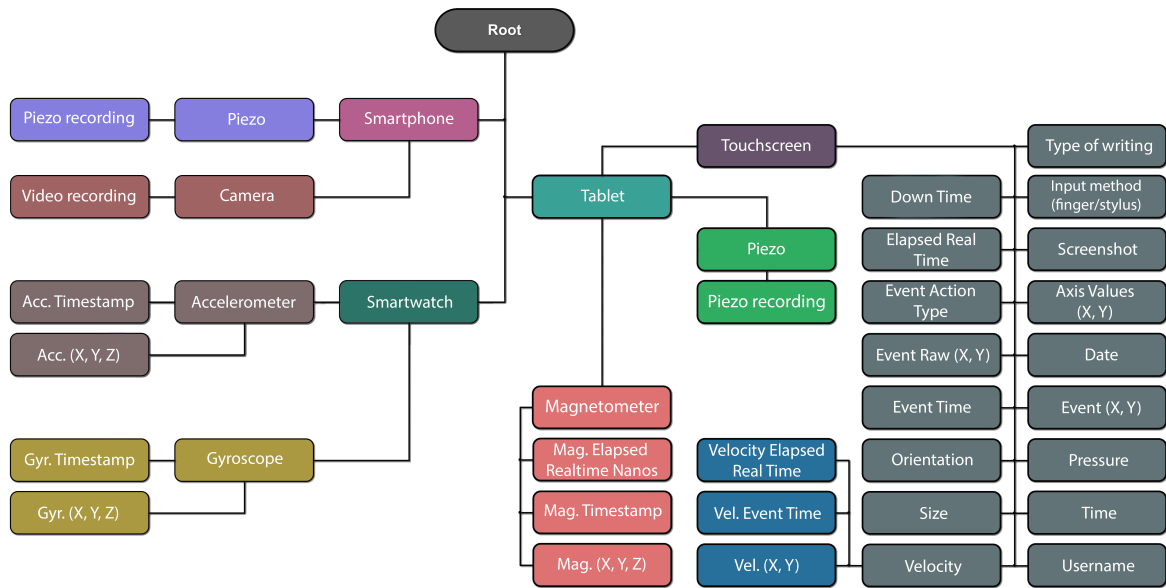 Root
Piezo recording
Piezo
Smartphone
Video recording
Camera
Acc. Timestamp
Accelerometer
Smartwatch
Acc. (X, Y, Z)
Gyr. Timestamp
Gyroscope
Gyr. (X, Y, Z)
Tablet
Touchscreen
Piezo
Piezo recording
Magnetometer
Mag. Elapsed
Realtime Nanos
Mag. Timestamp
Mag. (X, Y, Z)
Velocity Elapsed
Real Time
Vel. Event Time
Vel. (X, Y)
Down Time
Elapsed Real
Time
Event Action
Type
Event Raw (X, Y)
Event Time
Orientation
Size
Velocity
Type of writing
Input method
(finger/stylus)
Screenshot
Axis Values
(X, Y)
Date
Event (X, Y)
Pressure
Time
Username